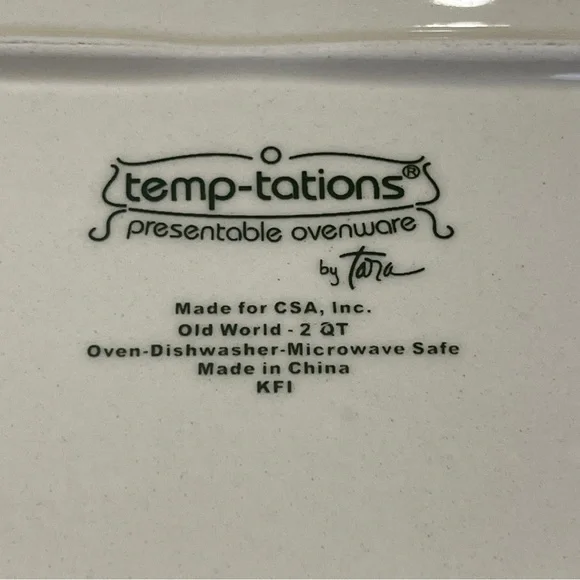 temp-tations®
presentable ovenware
by Tara
Made for CSA, Inc.
Old World - 2 QT
Oven-Dishwasher-Microwave Safe
Made in China
KFI